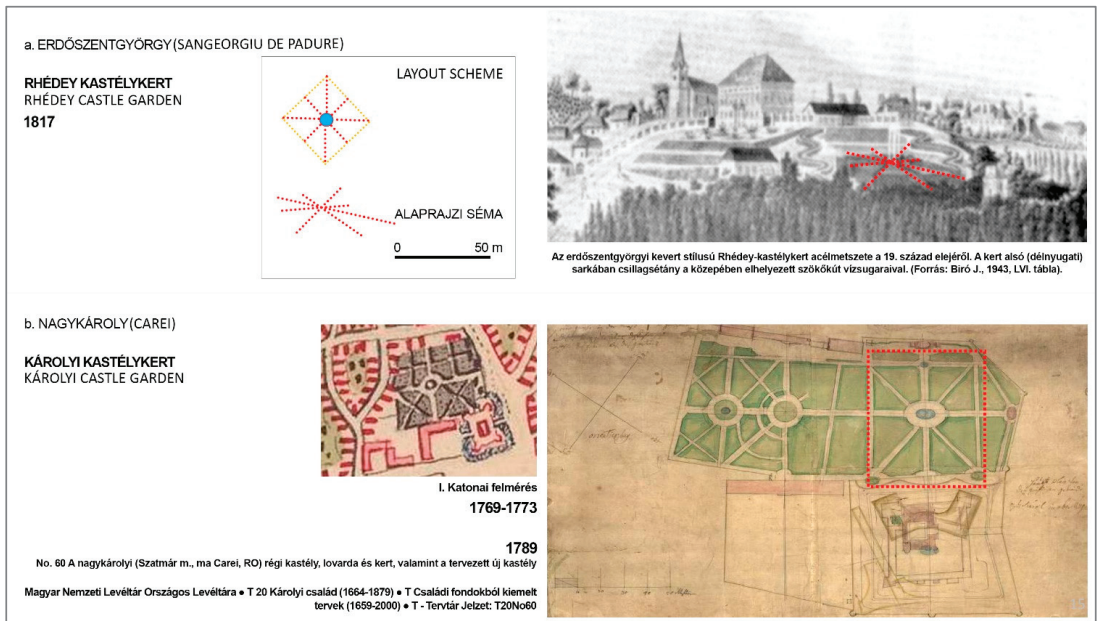 a. ERDŐSZENTGYÖRGY(SANGEORGIU DE PADURE)
RHÉDEY KASTÉLYKERT
RHÉDEY CASTLE GARDEN
1817
LAYOUT SCHEME
ALAPRAJZI SÉMA
0 50 m
Az erdőszentgyörgyi kevert stílusú Rhédey-kastélykert acélmetszete a 19. század elejéről. A kert alsó (délnyugati)
sarkában csillagsétány a közepében elhelyezett szökőkút vízsugaraival. (Forrás: Biró J., 1943, LVI. tábla).
b. NAGYKÁROLY(CAREI)
KÁROLYI KASTÉLYKERT
KÁROLYI CASTLE GARDEN
I. Katonai felmérés
1769-1773
1789
No. 60 A nagykárolyi (Szatmár m., ma Carei, RO) régi kastély, lovarda és kert, valamint a tervezett új kastély
Magyar Nemzeti Levéltár Országos Levéltára ● T 20 Károlyi család (1664-1879) ● T Családi fondokból kiemelt
tervek (1659-2000) ● T - Tervtár Jelzet: T20No60